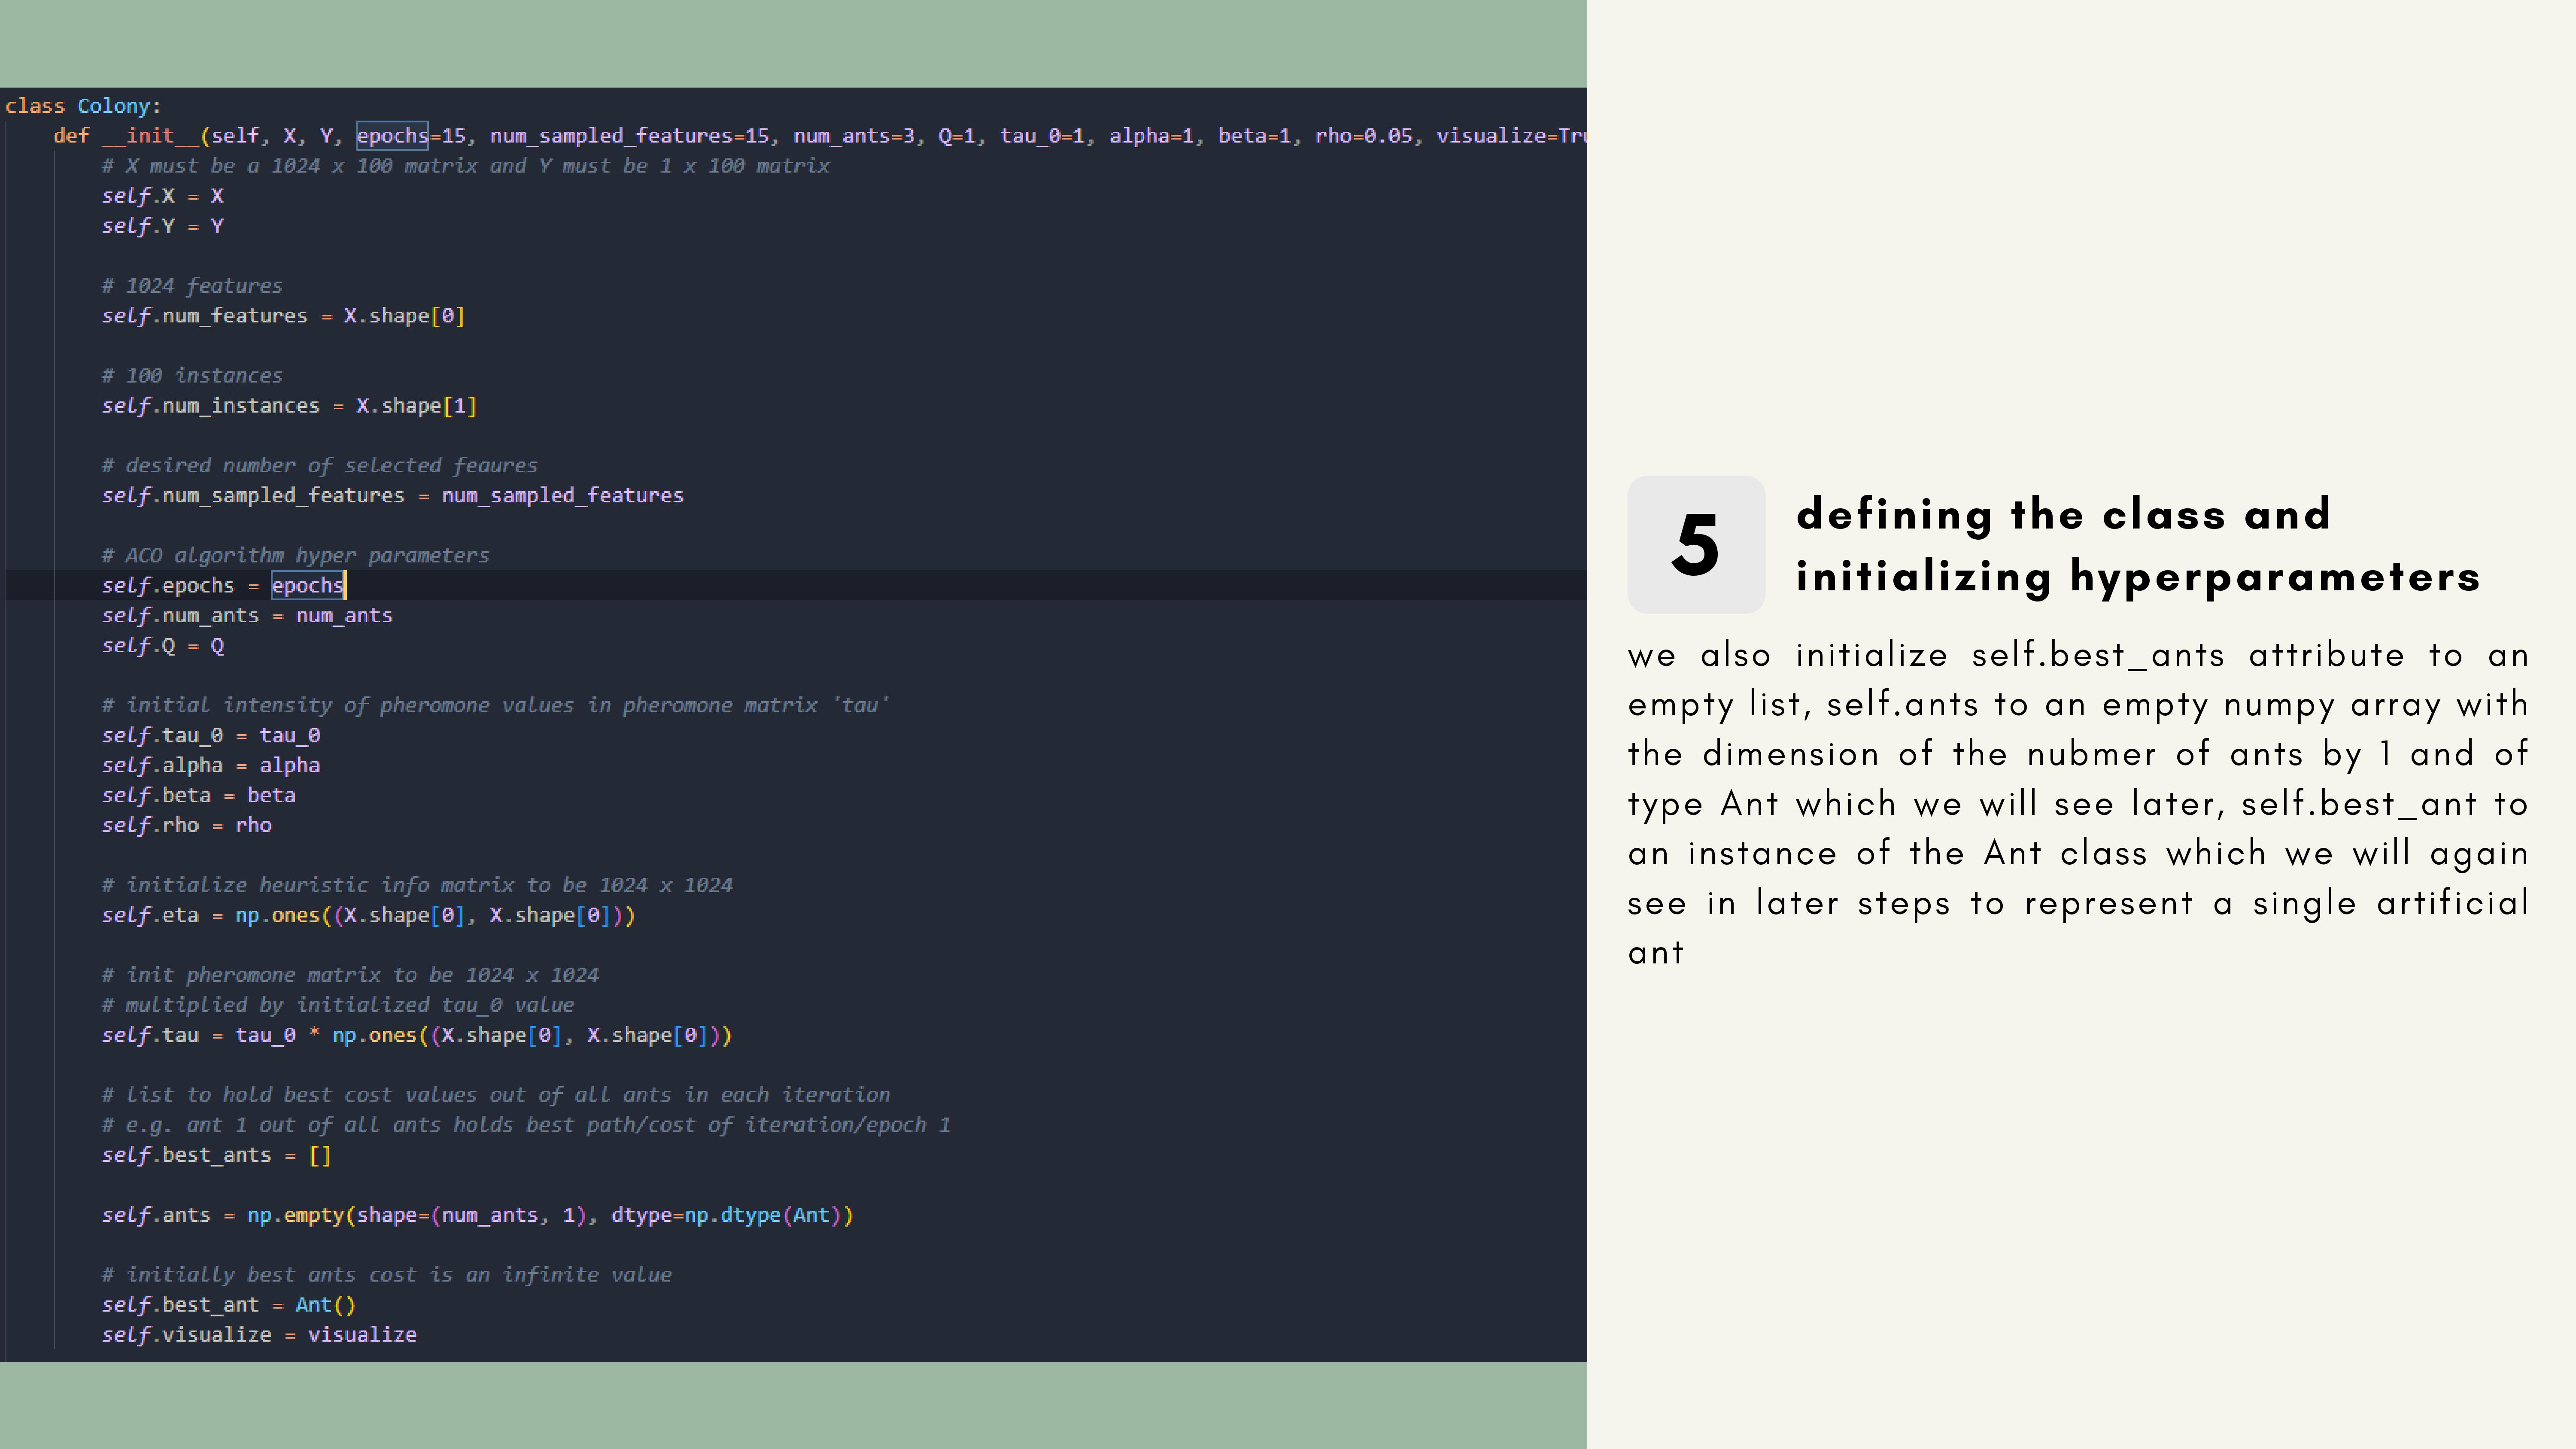 class Colony:
def __init__(self, X, Y, epochs=15, num_sampled_features=15, num_ants=3, Q=1, tau_0=1, alpha=1, beta=1, rho=0.05, visualize=Tru
# X must be a 1024 x 100 matrix and Y must be 1 x 100 matrix
self.X = X
self.Y = Y
# 1024 features
self.num_features = X.shape[0]
# 100 instances
self.num_instances = X.shape[1]
# desired number of selected feaures
self.num_sampled_features = num_sampled_features
# ACO algorithm hyper parameters
self.epochs = epochs
self.num_ants = num_ants
self.Q = Q
# initial intensity of pheromone values in pheromone matrix 'tau'
self.tau_0 = tau_0
self.alpha = alpha
self.beta = beta
self.rho = rho
# initialize heuristic info matrix to be 1024 x 1024
self.eta = np.ones((X.shape[0], X.shape[0]))
# init pheromone matrix to be 1024 x 1024
# multiplied by initialized tau_0 value
self.tau = tau_0 * np.ones((X.shape[0], X.shape[0]))
# list to hold best cost values out of all ants in each iteration
# e.g. ant 1 out of all ants holds best path/cost of iteration/epoch 1
self.best_ants = []
self.ants = np.empty(shape=(num_ants, 1), dtype=np.dtype(Ant))
# initially best ants cost is an infinite value
self.best_ant = Ant()
self.visualize = visualize
5
defining the class and
initializing hyperparameters
we also initialize self.best_ants attribute to an
empty list, self.ants to an empty numpy array with
the dimension of the nubmer of ants by 1 and of
type Ant which we will see later, self.best_ant to
an instance of the Ant class which we will again
see in later steps to represent a single artificial
ant